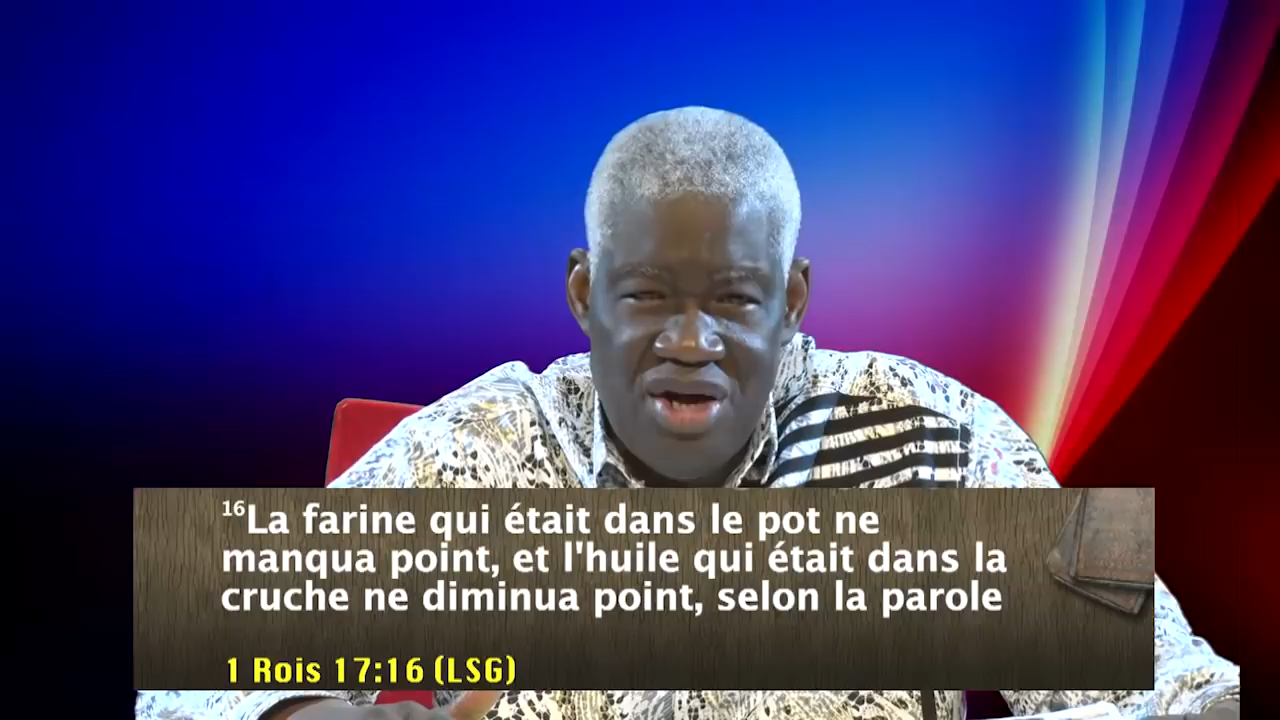 16La farine qui était dans le pot ne
manqua point, et l'huile qui était dans la
cruche ne diminua point, selon la parole
1 Rois 17:16 (LSG)